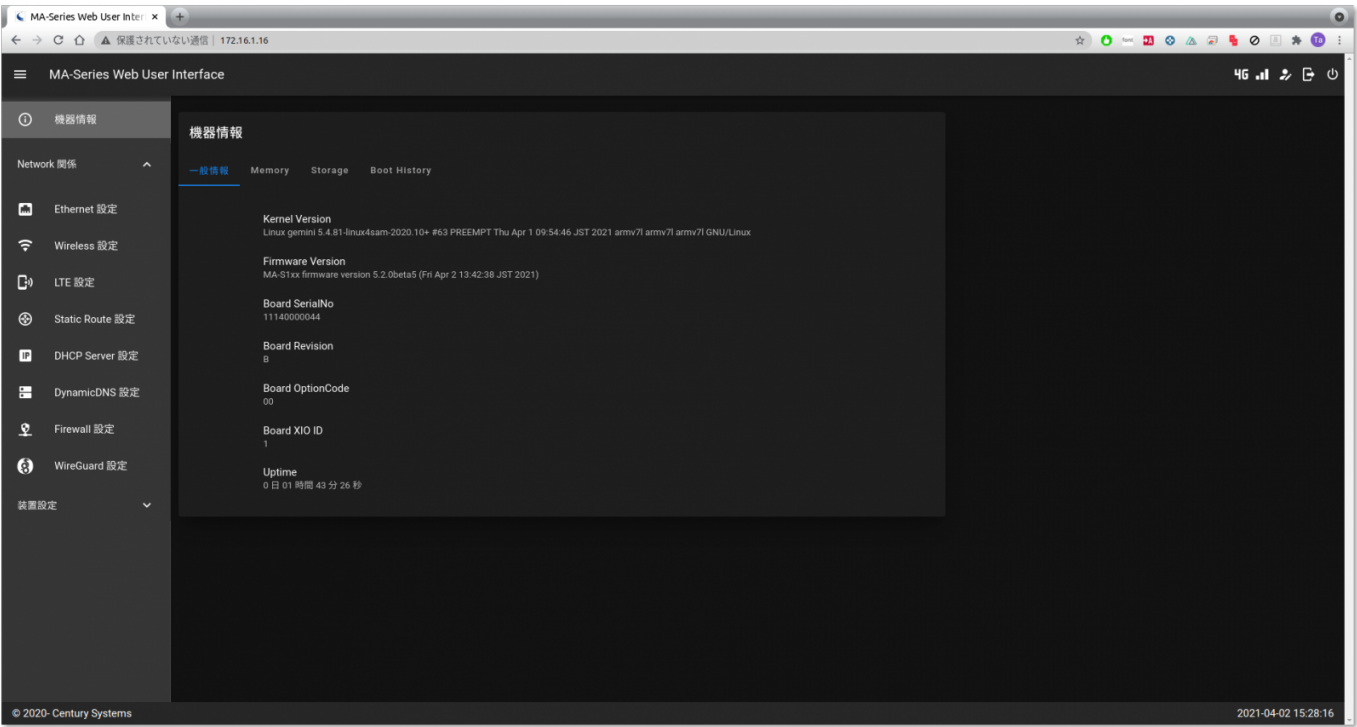 MA-Series Web User Inter
保護されていない通信 | 172.16.1.16
MA-Series Web User Interface
4G
機器情報
Network 関係
Ethernet 設定
Wireless 設定
LTE 設定
Static Route 設定
DHCP Server 設定
DynamicDNS 設定
Firewall 設定
WireGuard 設定
装置設定
機器情報
一般情報 Memory Storage Boot History
Kernel Version
Linux gemini 5.4.81-linux4sam-2020.10+ #63 PREEMPT Thu Apr 1 09:54:46 JST 2021 armv7l armv7l armv7l GNU/Linux
Firmware Version
MA-S1xx firmware version 5.2.0beta5 (Fri Apr 2 13:42:38 JST 2021)
Board SerialNo
11140000044
Board Revision
B
Board OptionCode
00
Board XIO ID
1
Uptime
0 日 01 時間 43 分 26 秒
© 2020- Century Systems
2021-04-02 15:28:16